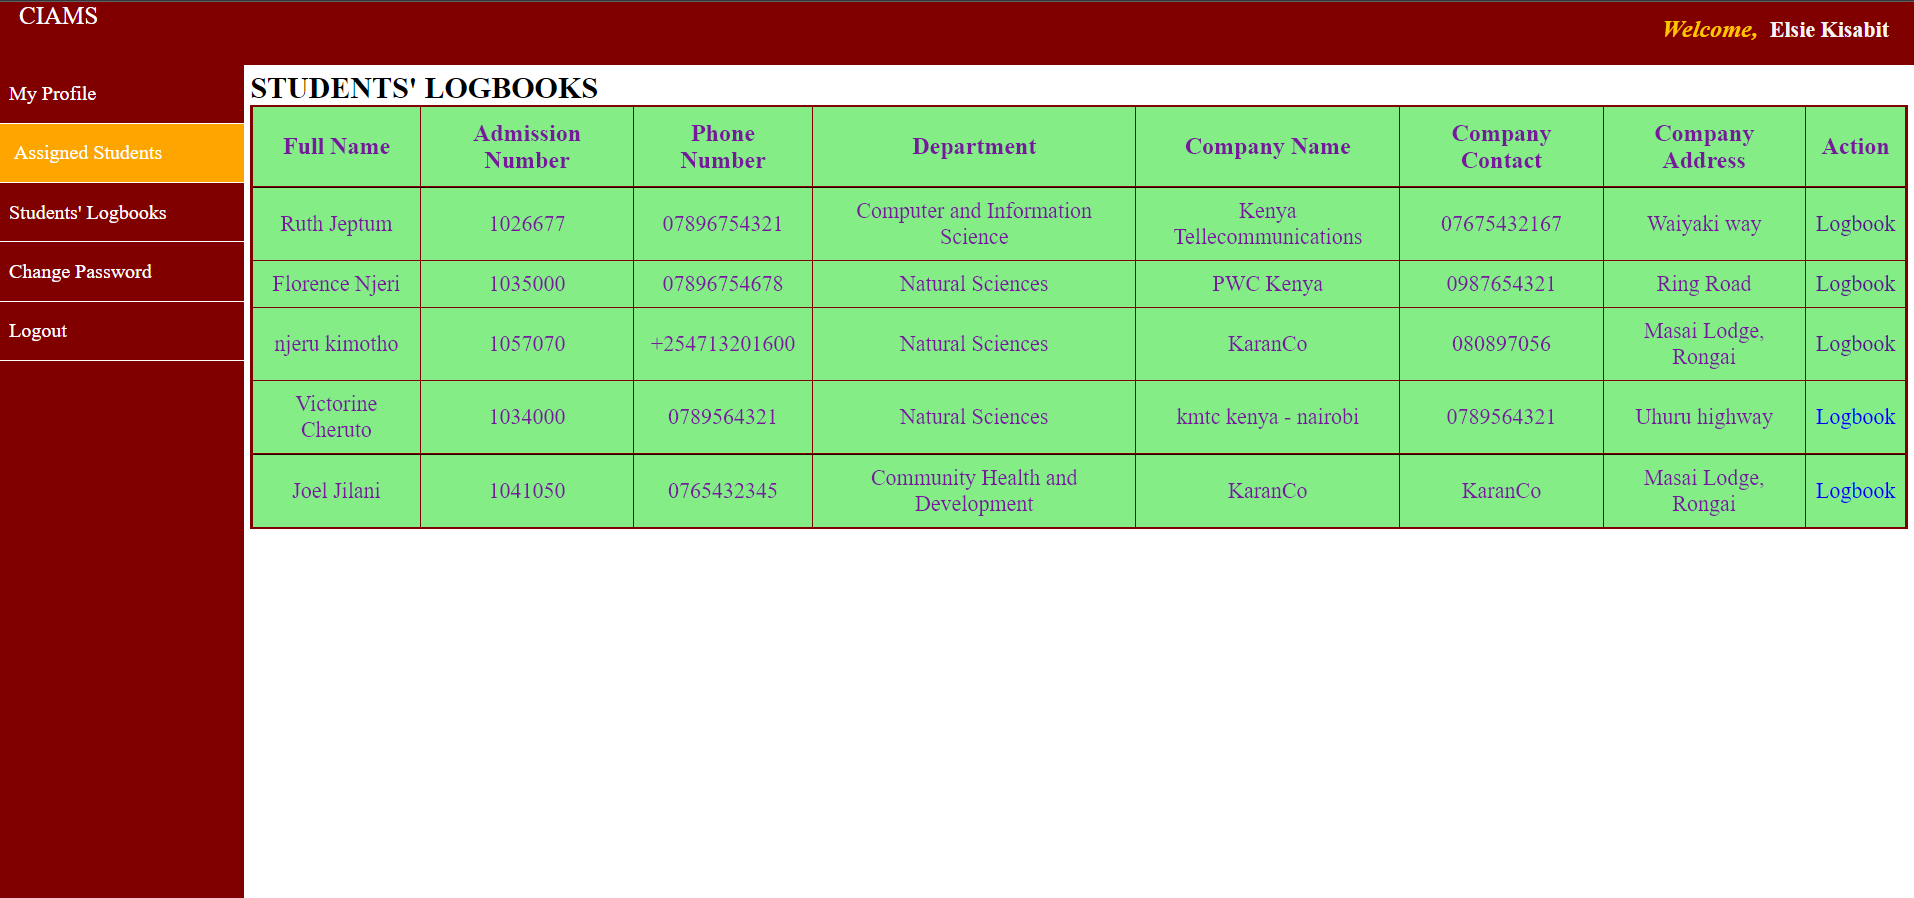 CIAMS
Welcome, Elsie Kisabit
My Profile
Assigned Students
Students' Logbooks
Change Password
Logout
STUDENTS' LOGBOOKS
Full Name
Admission
Number
Phone
Number
Department
Company Name
Company
Contact
Company
Address
Action
Ruth Jeptum
1026677
07896754321
Computer and Information
Science
Kenya
Tellecommunications
07675432167
Waiyaki way
Logbook
Florence Njeri
1035000
07896754678
Natural Sciences
PWC Kenya
0987654321
Ring Road
Logbook
njeru kimotho
1057070
+254713201600
Natural Sciences
KaranCo
080897056
Masai Lodge,
Rongai
Logbook
Victorine
Cheruto
1034000
0789564321
Natural Sciences
kmtc kenya - nairobi
0789564321
Uhuru highway
Logbook
Joel Jilani
1041050
0765432345
Community Health and
Development
KaranCo
KaranCo
Masai Lodge,
Rongai
Logbook